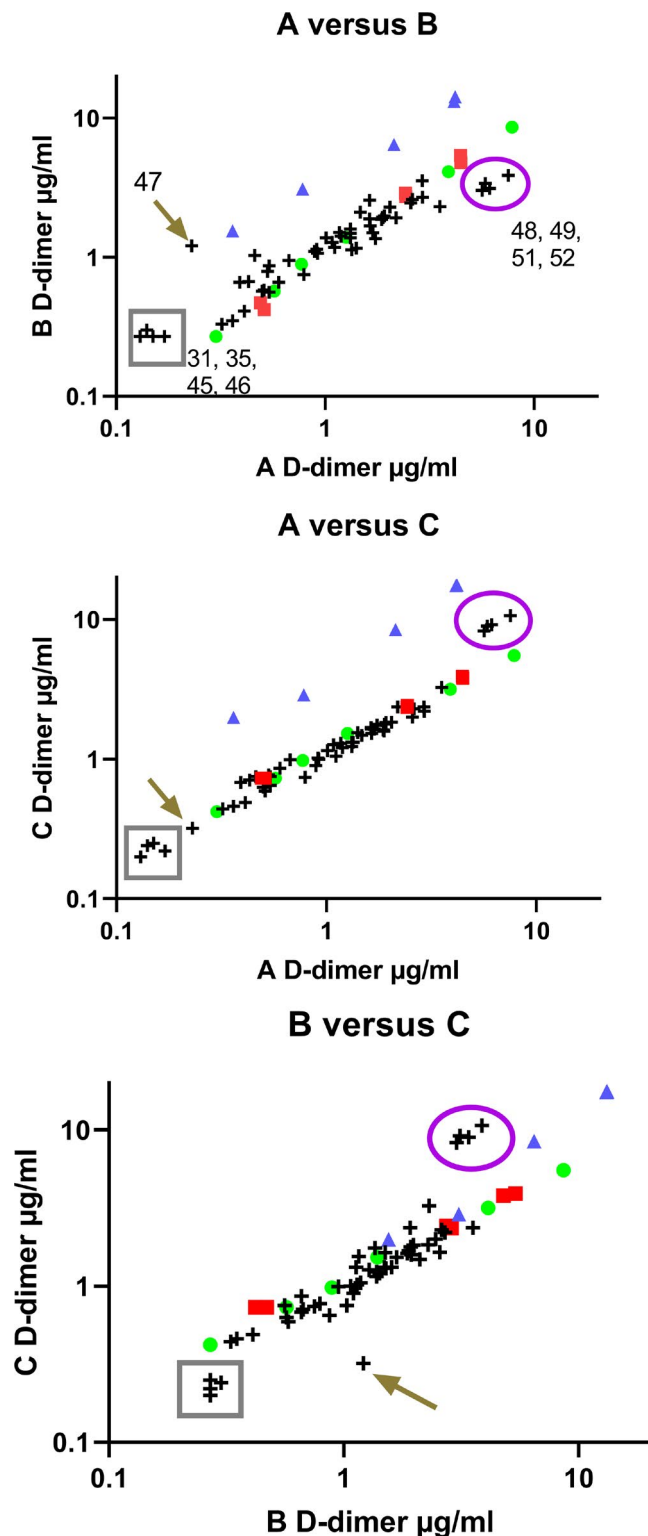 A versus B
10
1
0.1
B D-dimer µg/ml
47
48, 49,
51, 52
31, 35,
45, 46
0.1
1
10
A D-dimer µg/ml
A versus C
10
1
0.1
C D-dimer µg/ml
0.1
1
10
A D-dimer µg/ml
B versus C
10
1
0.1
C D-dimer µg/ml
0.1
1
10
B D-dimer µg/ml